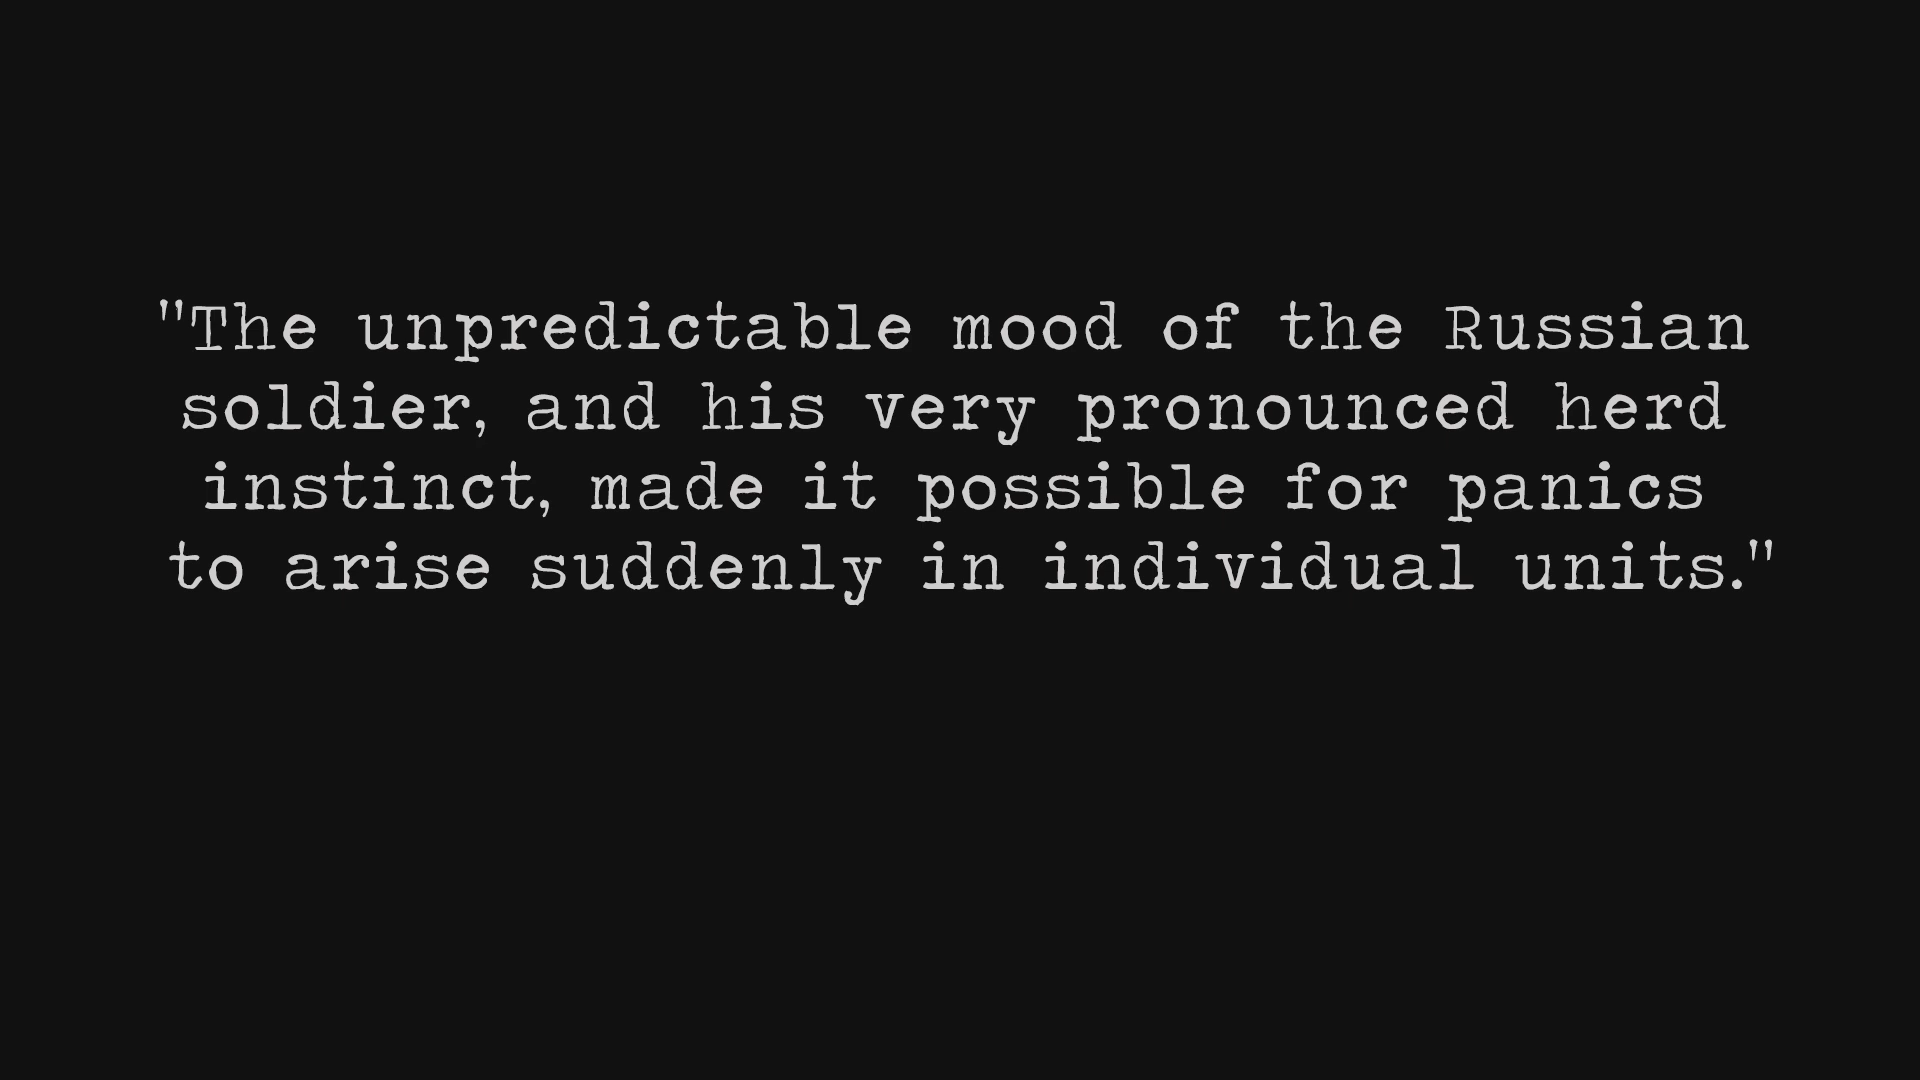 "The unpredictable mood of the Russian
soldier, and his very pronounced herd
instinct, made it possible for panics
to arise suddenly in individual units."